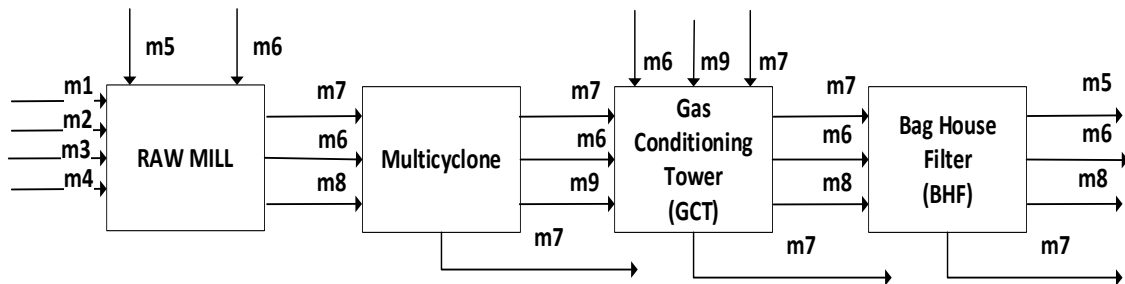 m5
m6
m6
m9
m7
m1
m2
m3
m4
RAW MILL
m7
m6
m8
Multicyclone
m7
m6
m9
m7
Gas
Conditioning
Tower
(GCT)
m7
m6
m8
m7
Bag House
Filter
(BHF)
m5
m6
m8
m7